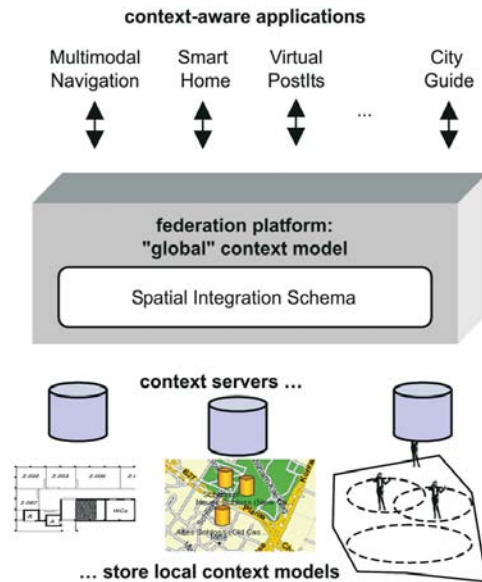 context-aware applications
Multimodal Smart Virtual City
Navigation Home PostIts ... Guide
federation platform:
"global" context model
Spatial Integration Schema
context servers ...
... store local context models